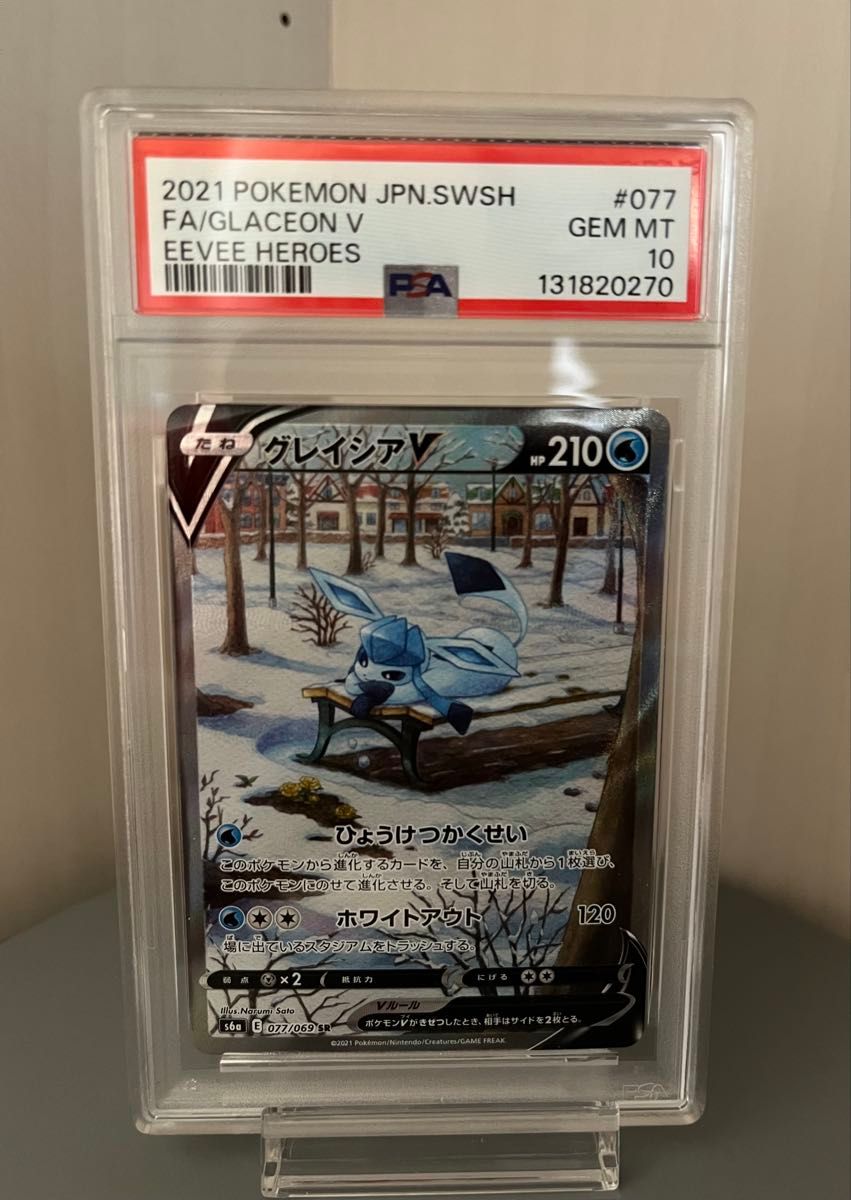 2021 POKEMON JPN.SWSH #077
FA/GLACEON V GEM MT
EEVEE HEROES 10
PSA 131820270
たね グレイシアV HP 210
ひょうけつかくせい
このポケモンから進化するカードを、自分の山札から1枚選び、
このポケモンにのせて進化させる。そして山札を切る。
ホワイトアウト 120
場に出ているスタジアムをトラッシュする。
弱点 ×2 抵抗力 にげる
Vルール
ポケモンVがきぜつしたとき、相手はサイドを2枚とる。
Illus. Narumi Sato
s6a E 077/069 SR
©2021 Pokémon/Nintendo/Creatures/GAME FREAK
PSA